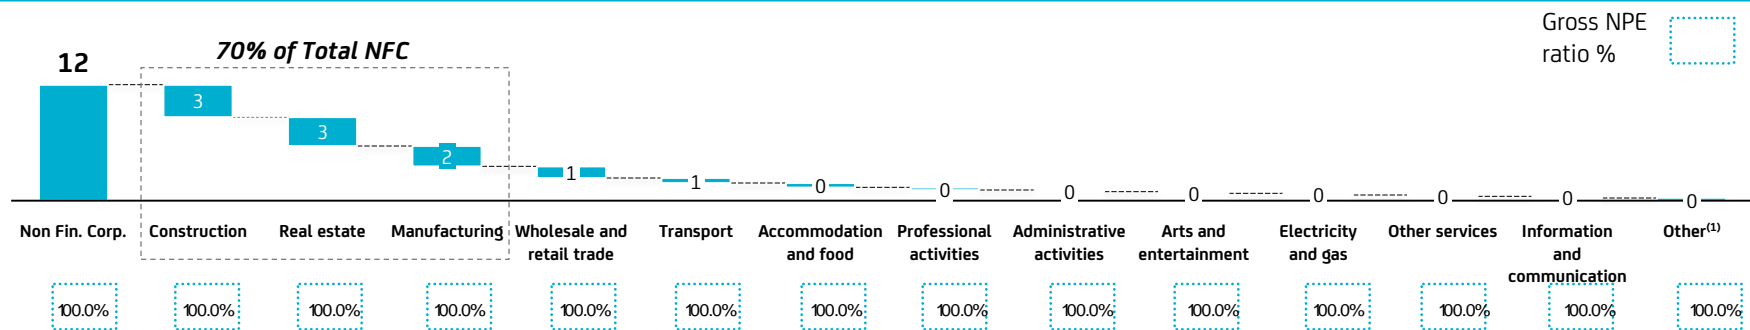 Gross NPE
ratio %
70% of Total NFC
12
3
3
2
1
1
0
0
0
0
0
0
0
0
Non Fin. Corp.
Construction
Real estate
Manufacturing
Wholesale and
retail trade
Transport
Accommodation
and food
Professional
activities
Administrative
activities
Arts and
entertainment
Electricity
and gas
Other services
Information
and
communication
Other(1)
100.0%
100.0%
100.0%
100.0%
100.0%
100.0%
100.0%
100.0%
100.0%
100.0%
100.0%
100.0%
100.0%
100.0%